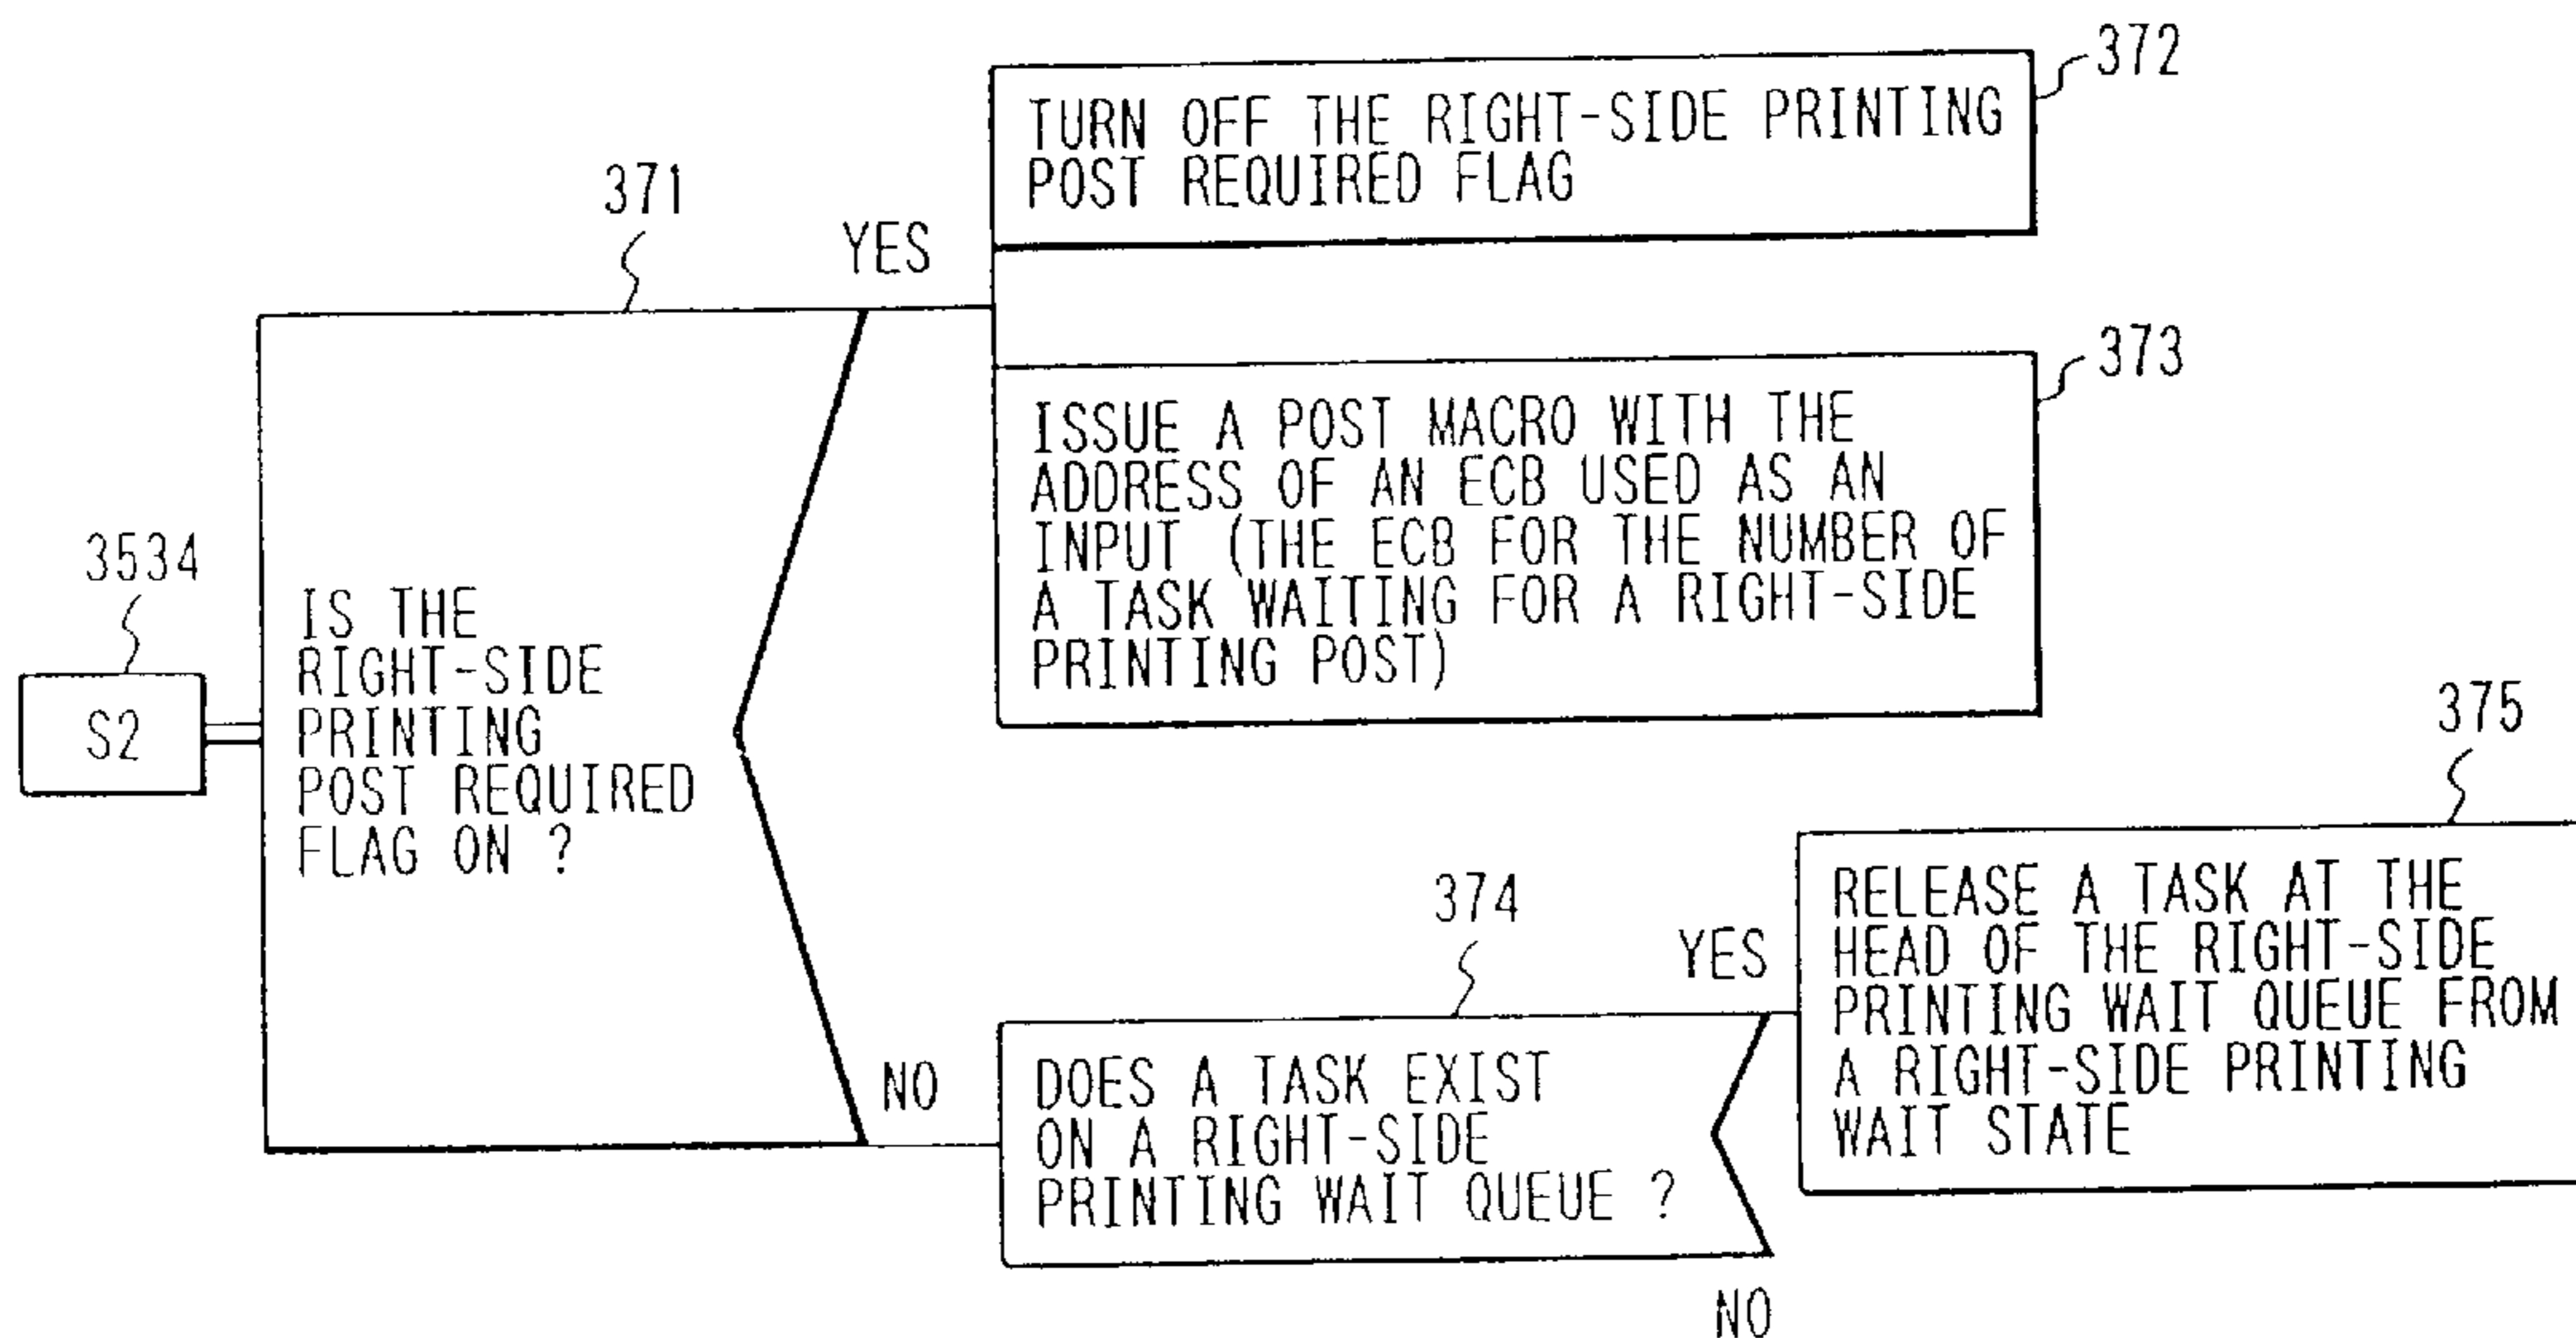 372
TURN OFF THE RIGHT-SIDE PRINTING
POST REQUIRED FLAG
371
YES
373
ISSUE A POST MACRO WITH THE
ADDRESS OF AN ECB USED AS AN
INPUT (THE ECB FOR THE NUMBER OF
A TASK WAITING FOR A RIGHT-SIDE
PRINTING POST)
3534
S2
IS THE
RIGHT-SIDE
PRINTING
POST REQUIRED
FLAG ON ?
375
RELEASE A TASK AT THE
HEAD OF THE RIGHT-SIDE
PRINTING WAIT QUEUE FROM
A RIGHT-SIDE PRINTING
WAIT STATE
374
YES
NO
DOES A TASK EXIST
ON A RIGHT-SIDE
PRINTING WAIT QUEUE ?
NO